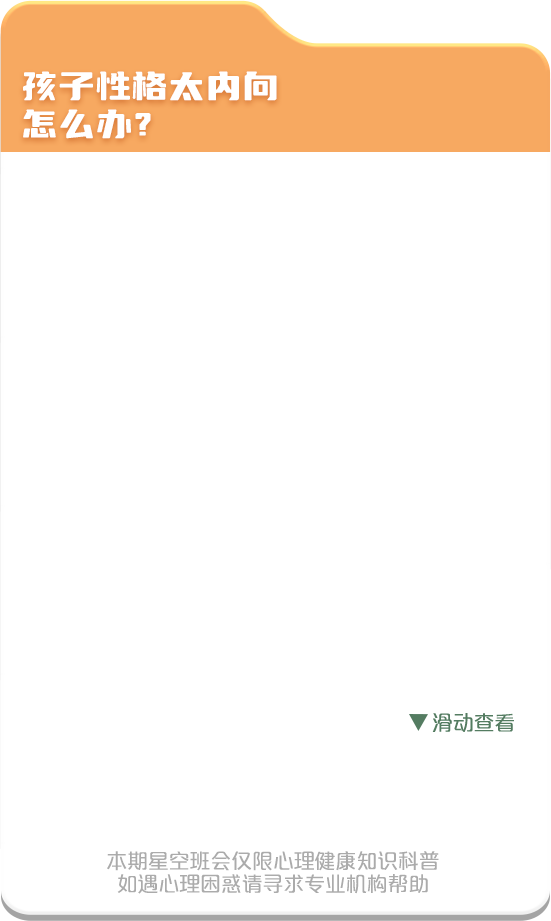 孩子性格太内向
怎么办?
▼滑动查看
本期星空班会仅限心理健康知识科普
如遇心理困惑请寻求专业机构帮助